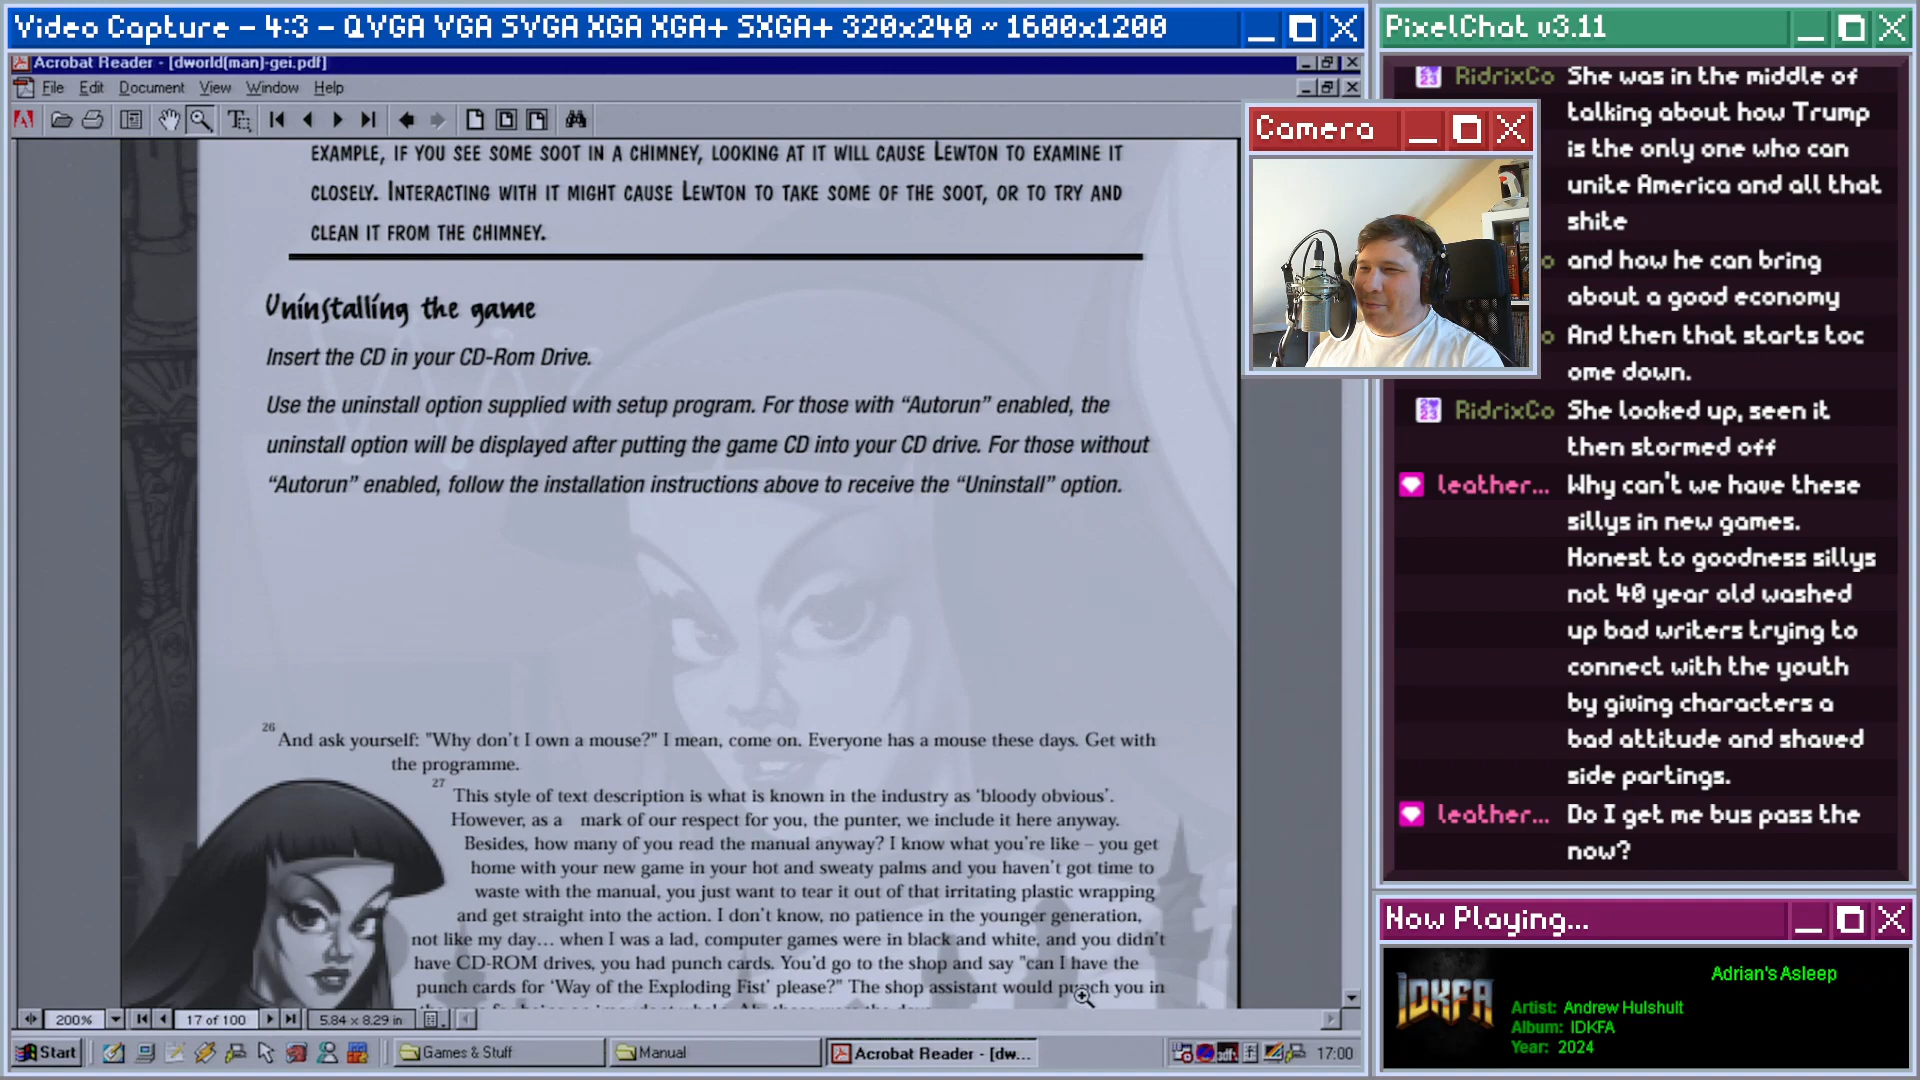 Video Capture - 4:3 - QVGA VGA SVGA XGA XGA+ SXGA+ 320x240 ~ 1600x1200
Acrobat Reader - [dworld(man)-gei.pdf]
File Edit Document View Window Help
EXAMPLE, IF YOU SEE SOME SOOT IN A CHIMNEY, LOOKING AT IT WILL CAUSE LEWTON TO EXAMINE IT
CLOSELY. INTERACTING WITH IT MIGHT CAUSE LEWTON TO TAKE SOME OF THE SOOT, OR TO TRY AND
CLEAN IT FROM THE CHIMNEY.
Uninstalling the game
Insert the CD in your CD-Rom Drive.
Use the uninstall option supplied with setup program. For those with “Autorun” enabled, the
uninstall option will be displayed after putting the game CD into your CD drive. For those without
“Autorun” enabled, follow the installation instructions above to receive the “Uninstall” option.
26 And ask yourself: "Why don't I own a mouse?" I mean, come on. Everyone has a mouse these days. Get with
the programme.
27 This style of text description is what is known in the industry as 'bloody obvious'.
However, as a mark of our respect for you, the punter, we include it here anyway.
Besides, how many of you read the manual anyway? I know what you're like – you get
home with your new game in your hot and sweaty palms and you haven't got time to
waste with the manual, you just want to tear it out of that irritating plastic wrapping
and get straight into the action. I don't know, no patience in the younger generation,
not like my day… when I was a lad, computer games were in black and white, and you didn't
have CD-ROM drives, you had punch cards. You'd go to the shop and say "can I have the
punch cards for 'Way of the Exploding Fist' please?" The shop assistant would punch you in
200%
17 of 100
5.84 x 8.29 in
Start
Games & Stuff
Manual
Acrobat Reader - [dw...
17:00
Camera
PixelChat v3.11
RidrixCo She was in the middle of
talking about how Trump
is the only one who can
unite America and all that
shite
o and how he can bring
about a good economy
o And then that starts toc
ome down.
RidrixCo She looked up, seen it
then stormed off
leather... Why can't we have these
sillys in new games.
Honest to goodness sillys
not 40 year old washed
up bad writers trying to
connect with the youth
by giving characters a
bad attitude and shaved
side partings.
leather... Do I get me bus pass the
now?
Now Playing...
IDKFA
Adrian's Asleep
Artist: Andrew Hulshult
Album: IDKFA
Year: 2024